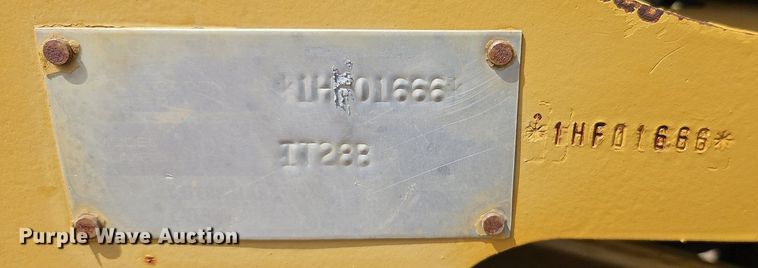 *1HF01666*
IT28B
*1HF01666*
Purple Wave Auction